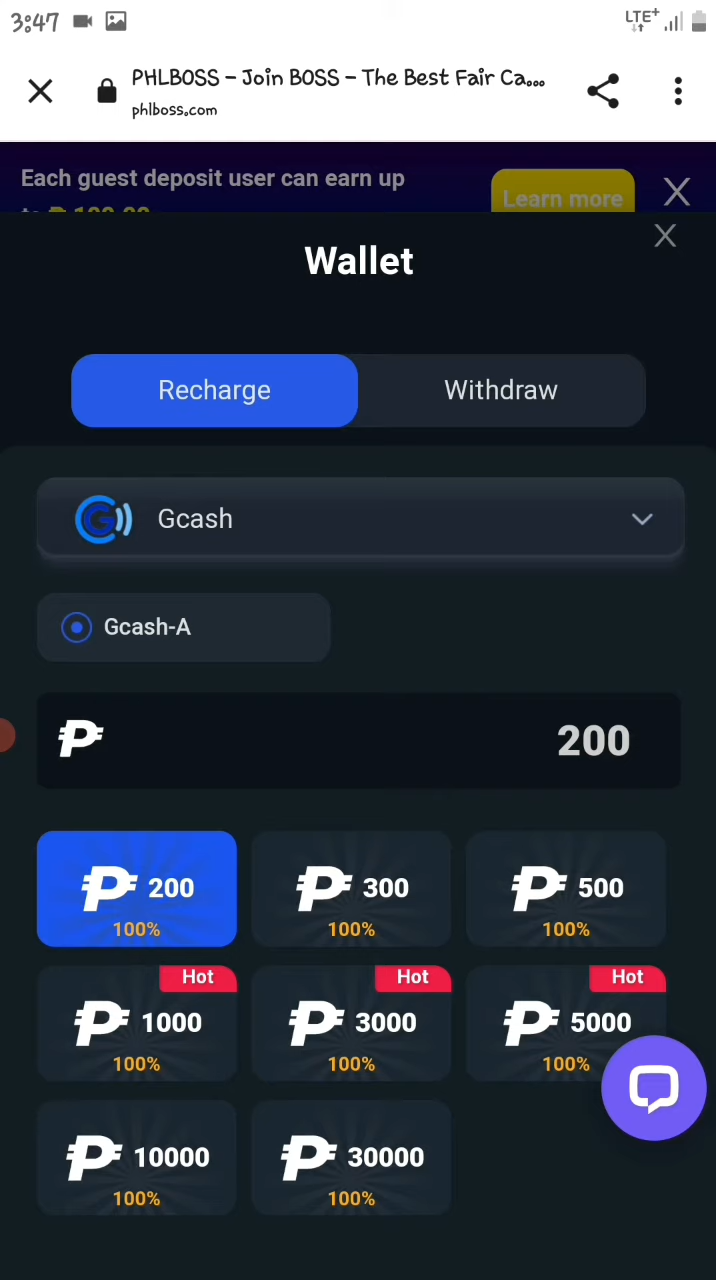 3:47
LTE+
PHLBOSS – Join BOSS – The Best Fair Ca...
phlboss.com
Each guest deposit user can earn up
Learn more
Wallet
Recharge
Withdraw
Gcash
Gcash-A
₱ 200
₱ 200
100%
₱ 300
100%
₱ 500
100%
Hot
₱ 1000
100%
Hot
₱ 3000
100%
Hot
₱ 5000
100%
₱ 10000
100%
₱ 30000
100%